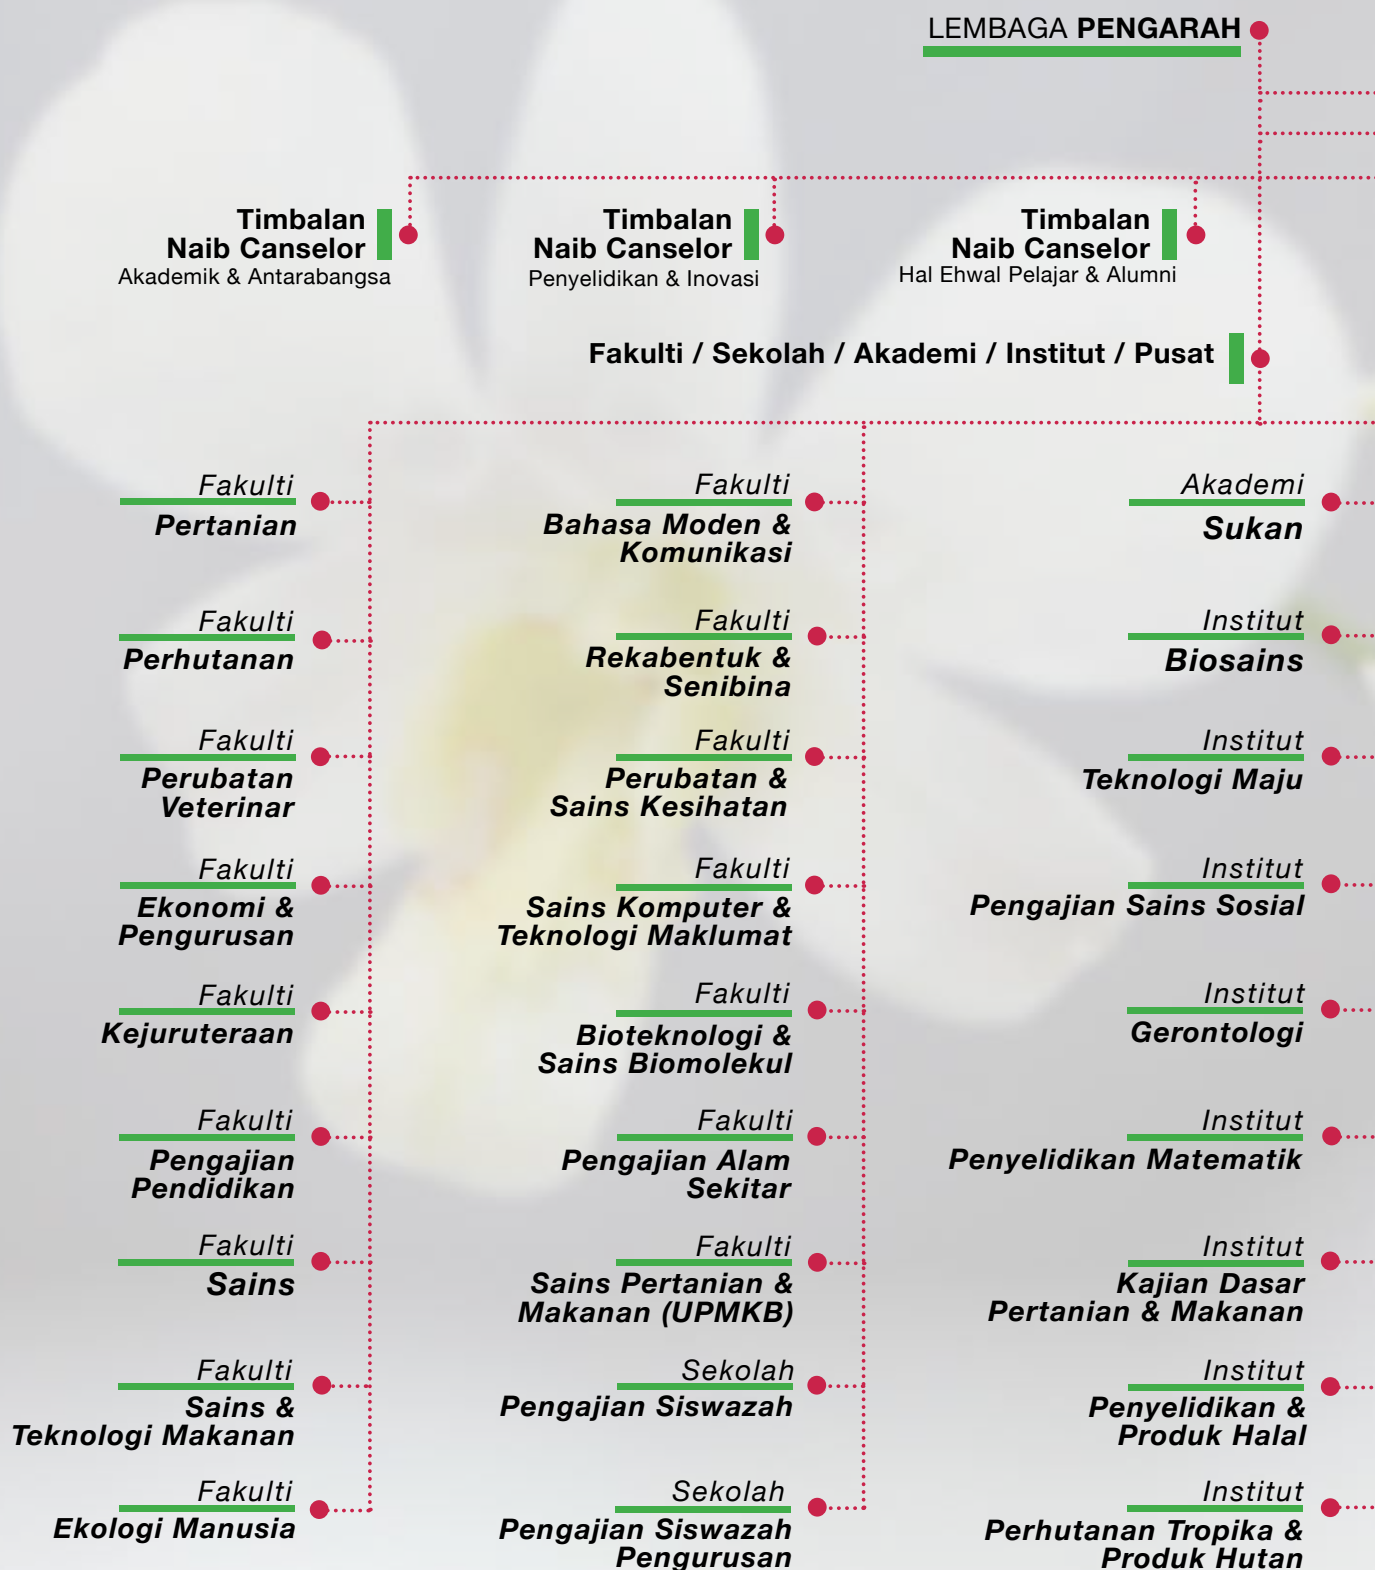 LEMBAGA PENGARAH
Timbalan
Naib Canselor
Akademik & Antarabangsa
Timbalan
Naib Canselor
Penyelidikan & Inovasi
Timbalan
Naib Canselor
Hal Ehwal Pelajar & Alumni
Fakulti / Sekolah / Akademi / Institut / Pusat
Fakulti
Pertanian
Fakulti
Perhutanan
Fakulti
Perubatan
Veterinar
Fakulti
Ekonomi &
Pengurusan
Fakulti
Kejuruteraan
Fakulti
Pengajian
Pendidikan
Fakulti
Sains
Fakulti
Sains &
Teknologi Makanan
Fakulti
Ekologi Manusia
Fakulti
Bahasa Moden &
Komunikasi
Fakulti
Rekabentuk &
Senibina
Fakulti
Perubatan &
Sains Kesihatan
Fakulti
Sains Komputer &
Teknologi Maklumat
Fakulti
Bioteknologi &
Sains Biomolekul
Fakulti
Pengajian Alam
Sekitar
Fakulti
Sains Pertanian &
Makanan (UPMKB)
Sekolah
Pengajian Siswazah
Sekolah
Pengajian Siswazah
Pengurusan
Akademi
Sukan
Institut
Biosains
Institut
Teknologi Maju
Institut
Pengajian Sains Sosial
Institut
Gerontologi
Institut
Penyelidikan Matematik
Institut
Kajian Dasar
Pertanian & Makanan
Institut
Penyelidikan &
Produk Halal
Institut
Perhutanan Tropika &
Produk Hutan